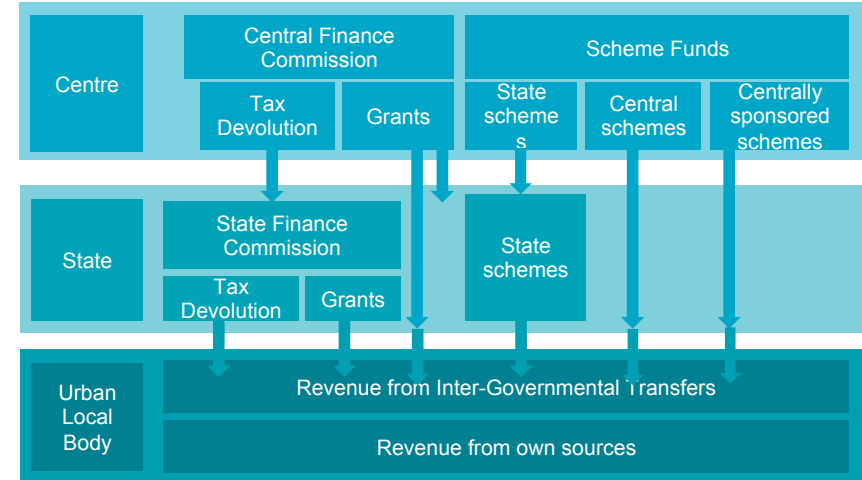 Centre
Central Finance
Commission
Scheme Funds
Tax
Devolution
Grants
State
scheme
s
Central
schemes
Centrally
sponsored
schemes
State
State Finance
Commission
State
schemes
Tax
Devolution
Grants
Urban
Local
Body
Revenue from Inter-Governmental Transfers
Revenue from own sources